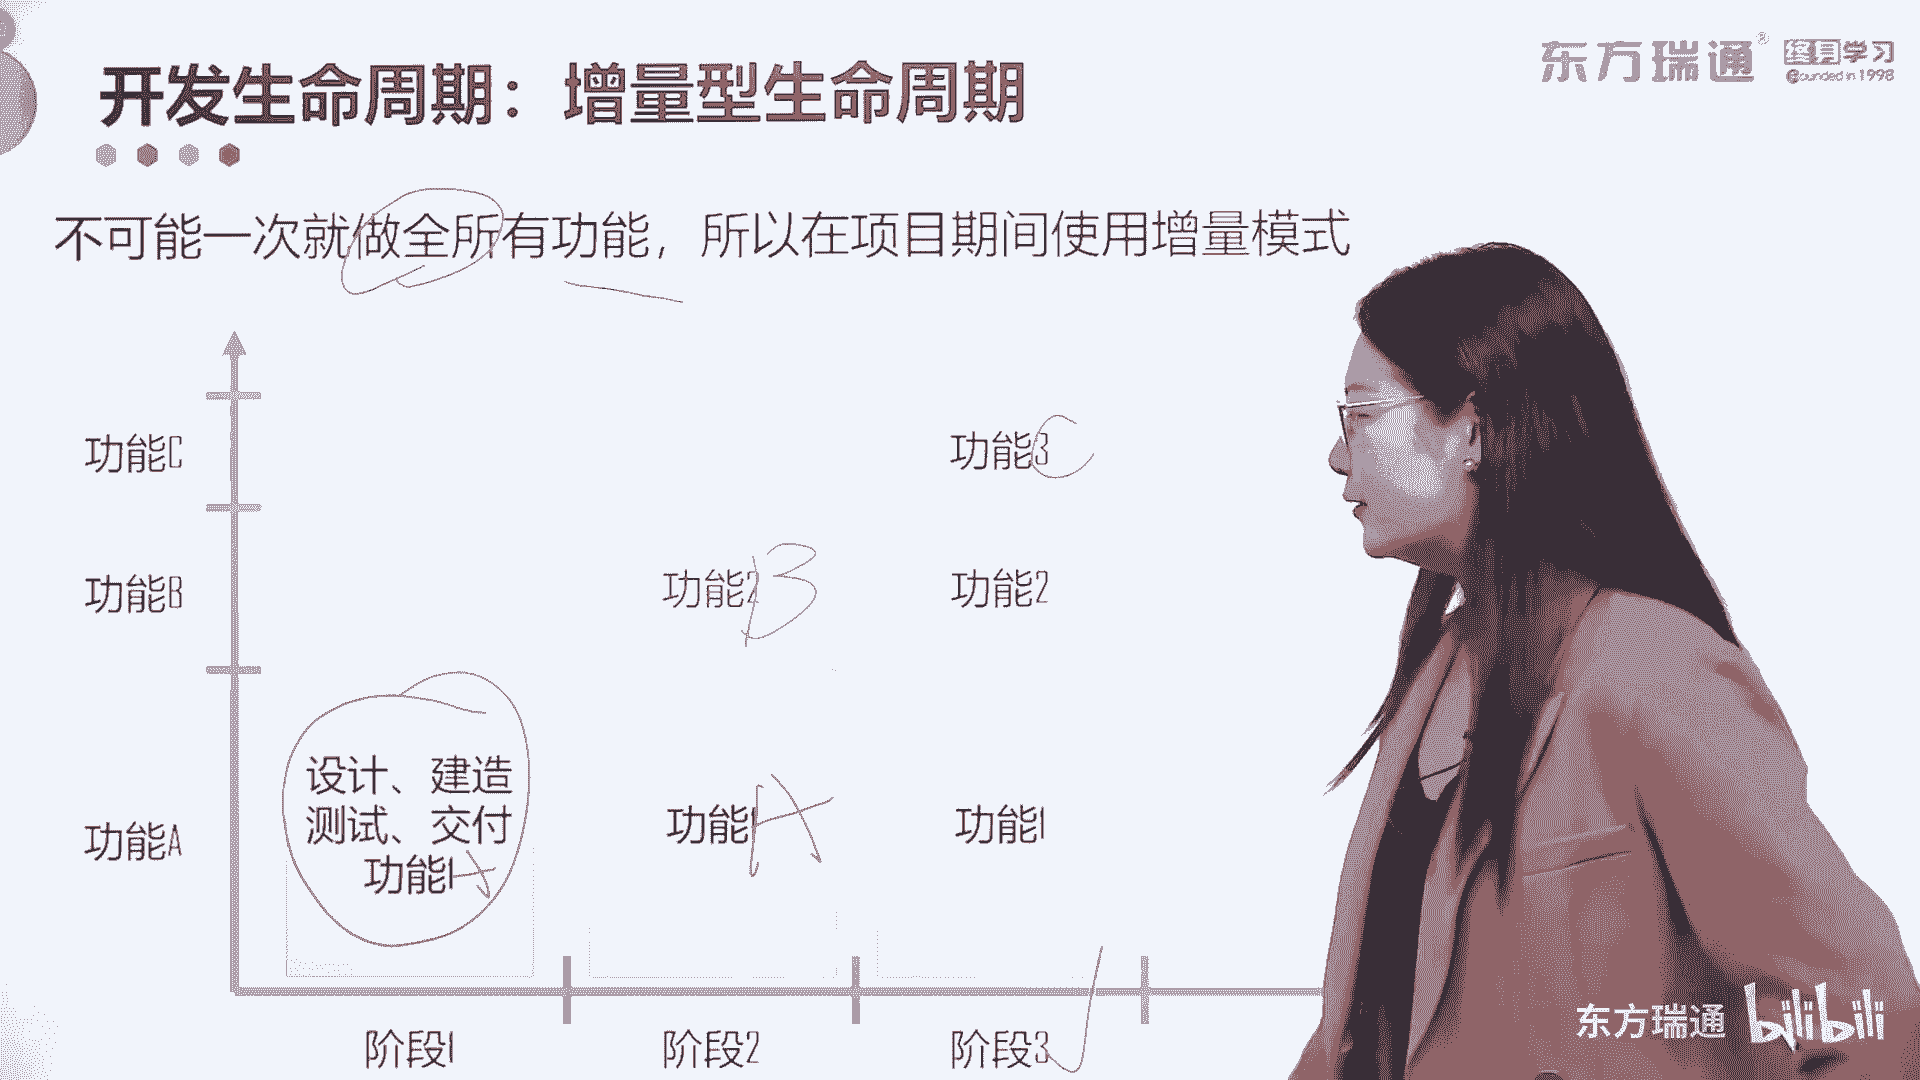 东方瑞通® 终身学习
Founded in 1998
开发生命周期：增量型生命周期
不可能一次就做全所有功能，所以在项目期间使用增量模式
功能C
功能3 C
功能B
功能2 B
功能2
设计、建造
测试、交付
功能1 A
功能A
功能1 A
功能1
阶段1
阶段2
阶段3
东方瑞通 bilibili